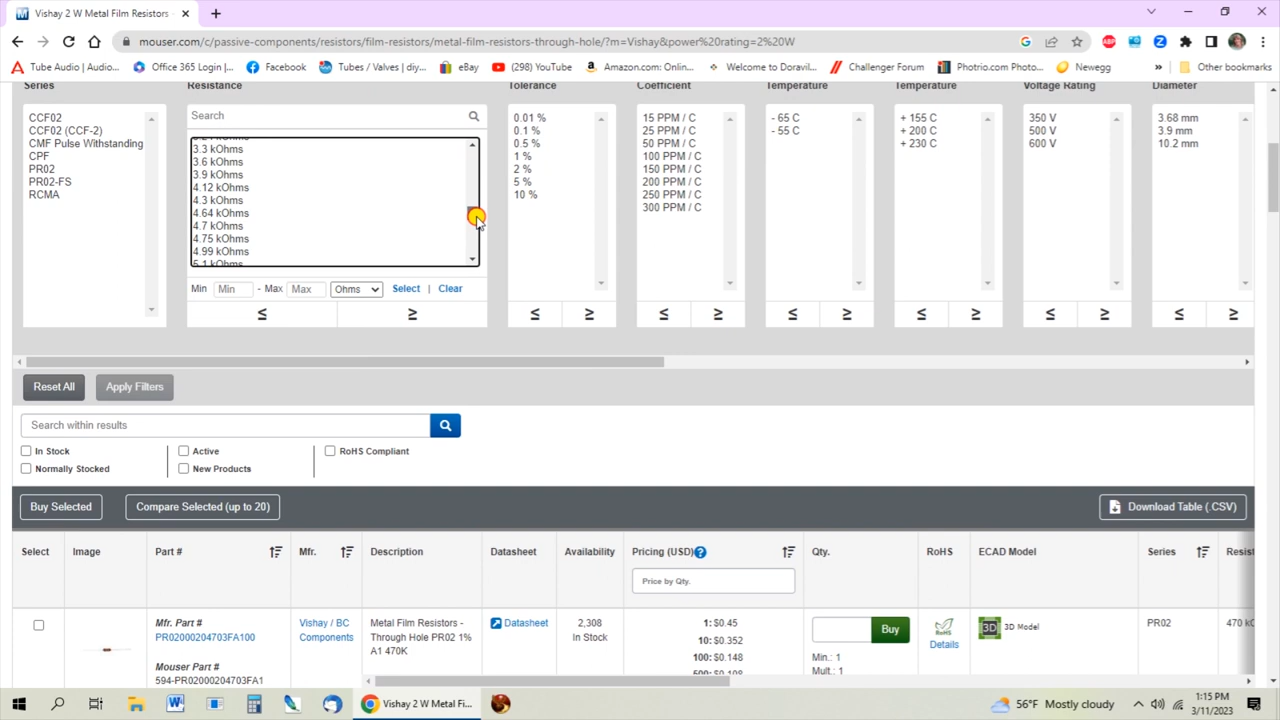 Vishay 2 W Metal Film Resistors -
mouser.com/c/passive-components/resistors/film-resistors/metal-film-resistors-through-hole/?m=Vishay&power%20rating=2%20W
Tube Audio | Audio...
Office 365 Login |...
Facebook
Tubes / Valves | diy...
eBay
(298) YouTube
Amazon.com: Onlin...
Welcome to Doravil...
Challenger Forum
Photrio.com Photo...
Newegg
»
Other bookmarks
Series
Resistance
Tolerance
Coefficient
Temperature
Temperature
Voltage Rating
Diameter
CCF02
CCF02 (CCF-2)
CMF Pulse Withstanding
CPF
PR02
PR02-FS
RCMA
Search
3.3 kOhms
3.6 kOhms
3.9 kOhms
4.12 kOhms
4.3 kOhms
4.64 kOhms
4.7 kOhms
4.75 kOhms
4.99 kOhms
5.1 kOhms
0.01 %
0.1 %
0.5 %
1 %
2 %
5 %
10 %
15 PPM / C
25 PPM / C
50 PPM / C
100 PPM / C
150 PPM / C
200 PPM / C
250 PPM / C
300 PPM / C
- 65 C
- 55 C
+ 155 C
+ 200 C
+ 230 C
350 V
500 V
600 V
3.68 mm
3.9 mm
10.2 mm
Min Min - Max Max Ohms Select | Clear
≤ ≥ ≤ ≥ ≤ ≥ ≤ ≥ ≤ ≥ ≤ ≥ ≤ ≥
Reset All
Apply Filters
Search within results
In Stock
Active
RoHS Compliant
Normally Stocked
New Products
Buy Selected
Compare Selected (up to 20)
Download Table (.CSV)
Select
Image
Part #
Mfr.
Description
Datasheet
Availability
Pricing (USD)
Qty.
RoHS
ECAD Model
Series
Resist
Price by Qty.
Mfr. Part #
PR02000204703FA100
Mouser Part #
594-PR02000204703FA1
Vishay / BC
Components
Metal Film Resistors -
Through Hole PR02 1%
A1 470K
Datasheet
2,308
In Stock
1: $0.45
10: $0.352
100: $0.148
500: $0.108
Buy
Min.: 1
Mult.: 1
Details
3D
3D Model
PR02
470 kO
Vishay 2 W Metal Fi...
56°F Mostly cloudy
1:15 PM
3/11/2023